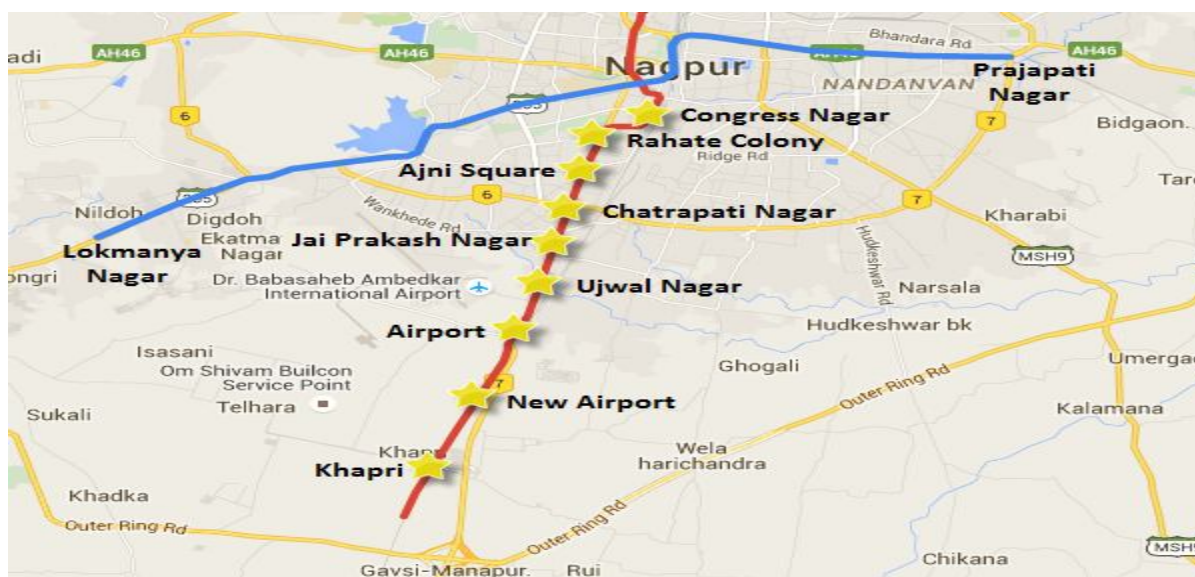 adi
AH46
AH46
Bhandara Rd
AH46
Nagpur
Prajapati
Nagar
NANDANVAN
6
7
Congress Nagar
Bidgaon.
Rahate Colony
Ridge Rd
Ajni Square
6
7
Nildoh
Digdoh
Wankhede Rd
Chatrapati Nagar
Kharabi
Ekatma
Nagar
Lokmanya
Nagar
Jai Prakash Nagar
Hudkeshwar Rd
MSH9
ongri
Dr. Babasaheb Ambedkar
International Airport
Ujwal Nagar
Narsala
Airport
Hudkeshwar bk
Isasani
Ghogali
Umergad
Om Shivam Builcon
Service Point
Outer Ring Rd
7
Telhara
New Airport
Sukali
Kalamana
Wela
harichandra
Khapri
Khadka
Outer Ring Rd
Outer Ring Rd
MSH9
Chikana
Gavsi-Manapur.
Rui